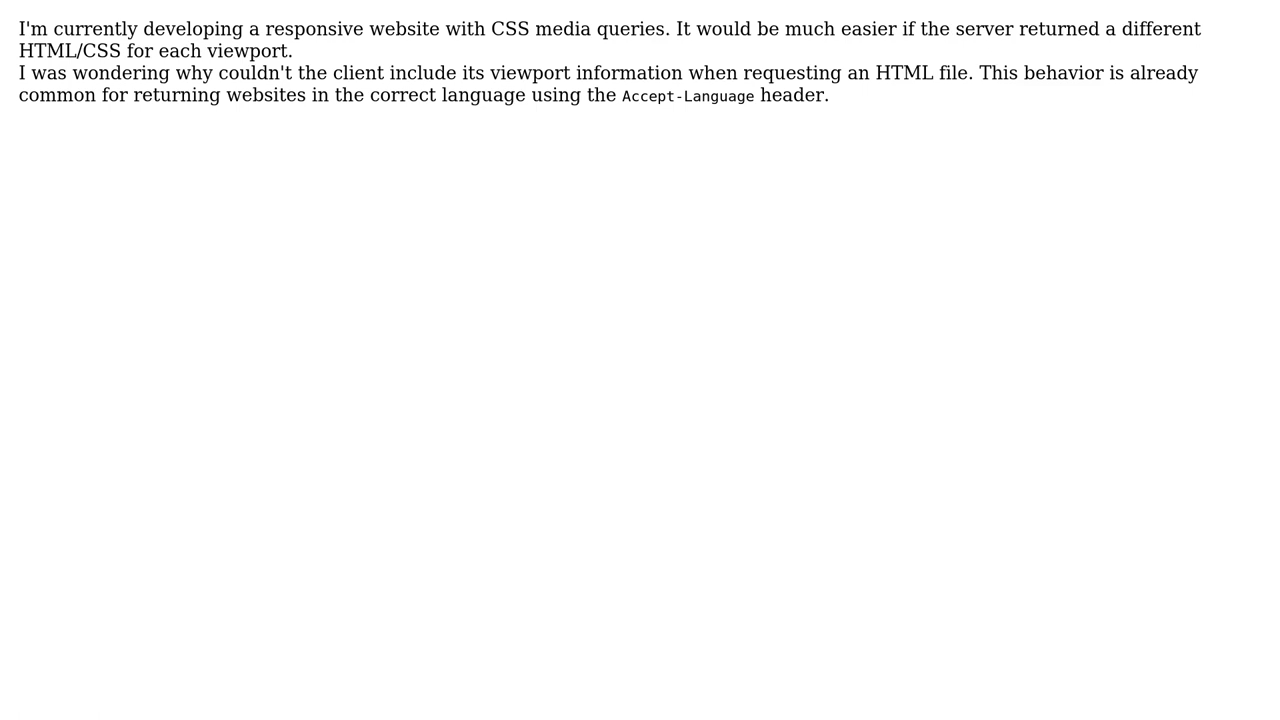 I'm currently developing a responsive website with CSS media queries. It would be much easier if the server returned a different
HTML/CSS for each viewport.
I was wondering why couldn't the client include its viewport information when requesting an HTML file. This behavior is already
common for returning websites in the correct language using the Accept-Language header.